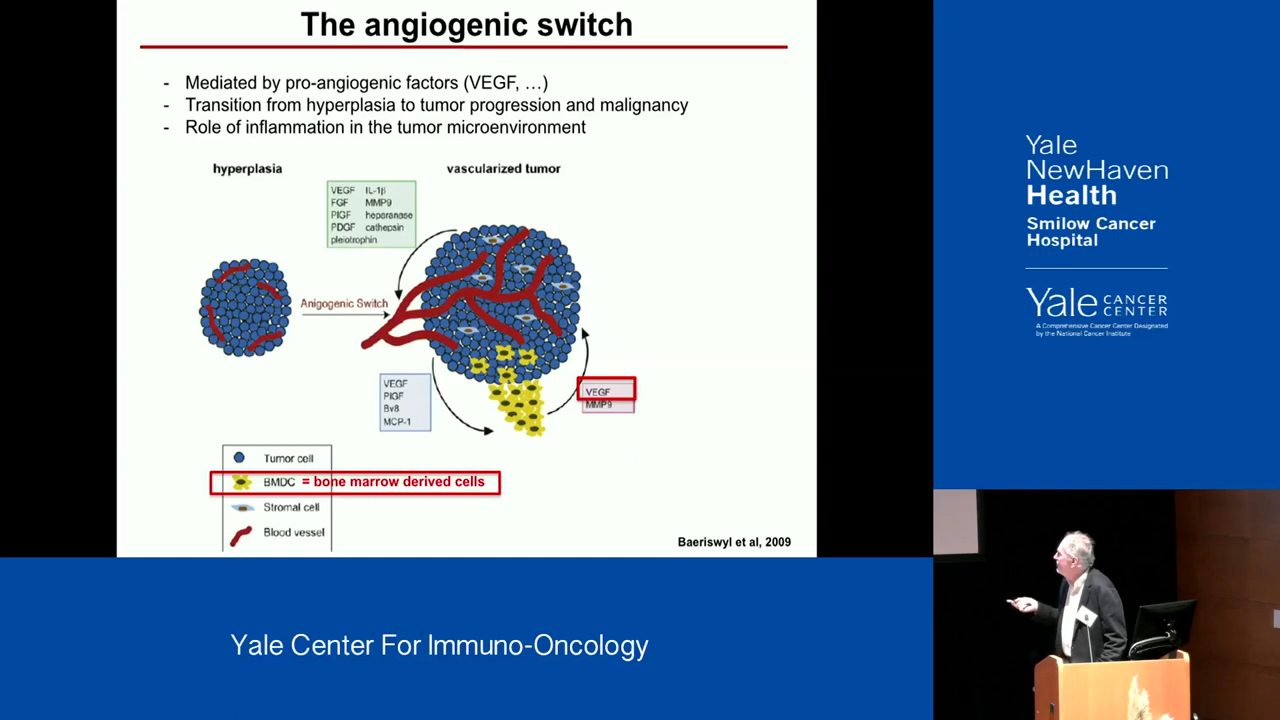 The angiogenic switch
- Mediated by pro-angiogenic factors (VEGF, …)
- Transition from hyperplasia to tumor progression and malignancy
- Role of inflammation in the tumor microenvironment
hyperplasia
vascularized tumor
VEGF IL-1β
FGF MMP9
PlGF heparanase
PDGF cathepsin
pleiotrophin
Anigogenic Switch
VEGF
PlGF
Bv8
MCP-1
VEGF
MMP9
Tumor cell
BMDC = bone marrow derived cells
Stromal cell
Blood vessel
Baeriswyl et al, 2009
Yale
NewHaven
Health
Smilow Cancer
Hospital
Yale CANCER CENTER
A Comprehensive Cancer Center Designated
by the National Cancer Institute
Yale Center For Immuno-Oncology